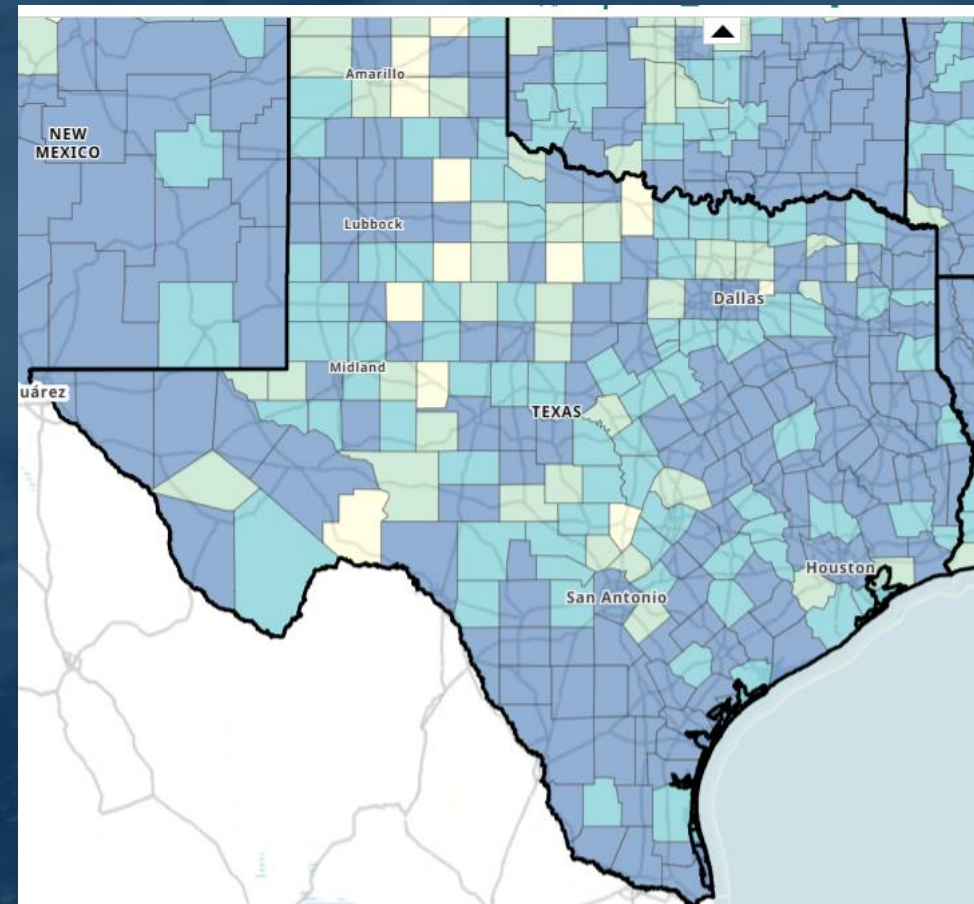 Amarillo
NEW
MEXICO
Lubbock
Dallas
Midland
uárez
TEXAS
Houston
San Antonio